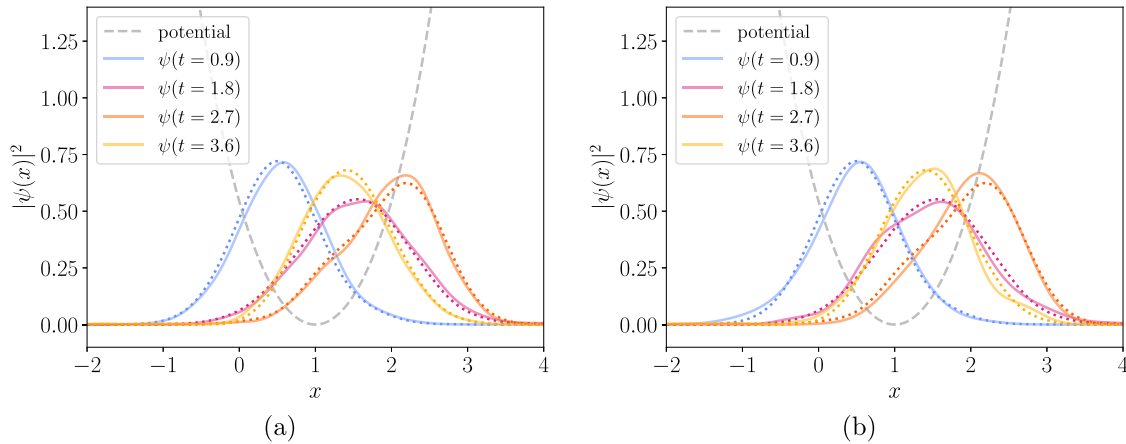 1.25
1.00
0.75
0.50
0.25
0.00
|ψ(x)|²
potential
ψ(t = 0.9)
ψ(t = 1.8)
ψ(t = 2.7)
ψ(t = 3.6)
−2 −1 0 1 2 3 4
x
(a)
1.25
1.00
0.75
0.50
0.25
0.00
|ψ(x)|²
potential
ψ(t = 0.9)
ψ(t = 1.8)
ψ(t = 2.7)
ψ(t = 3.6)
−2 −1 0 1 2 3 4
x
(b)